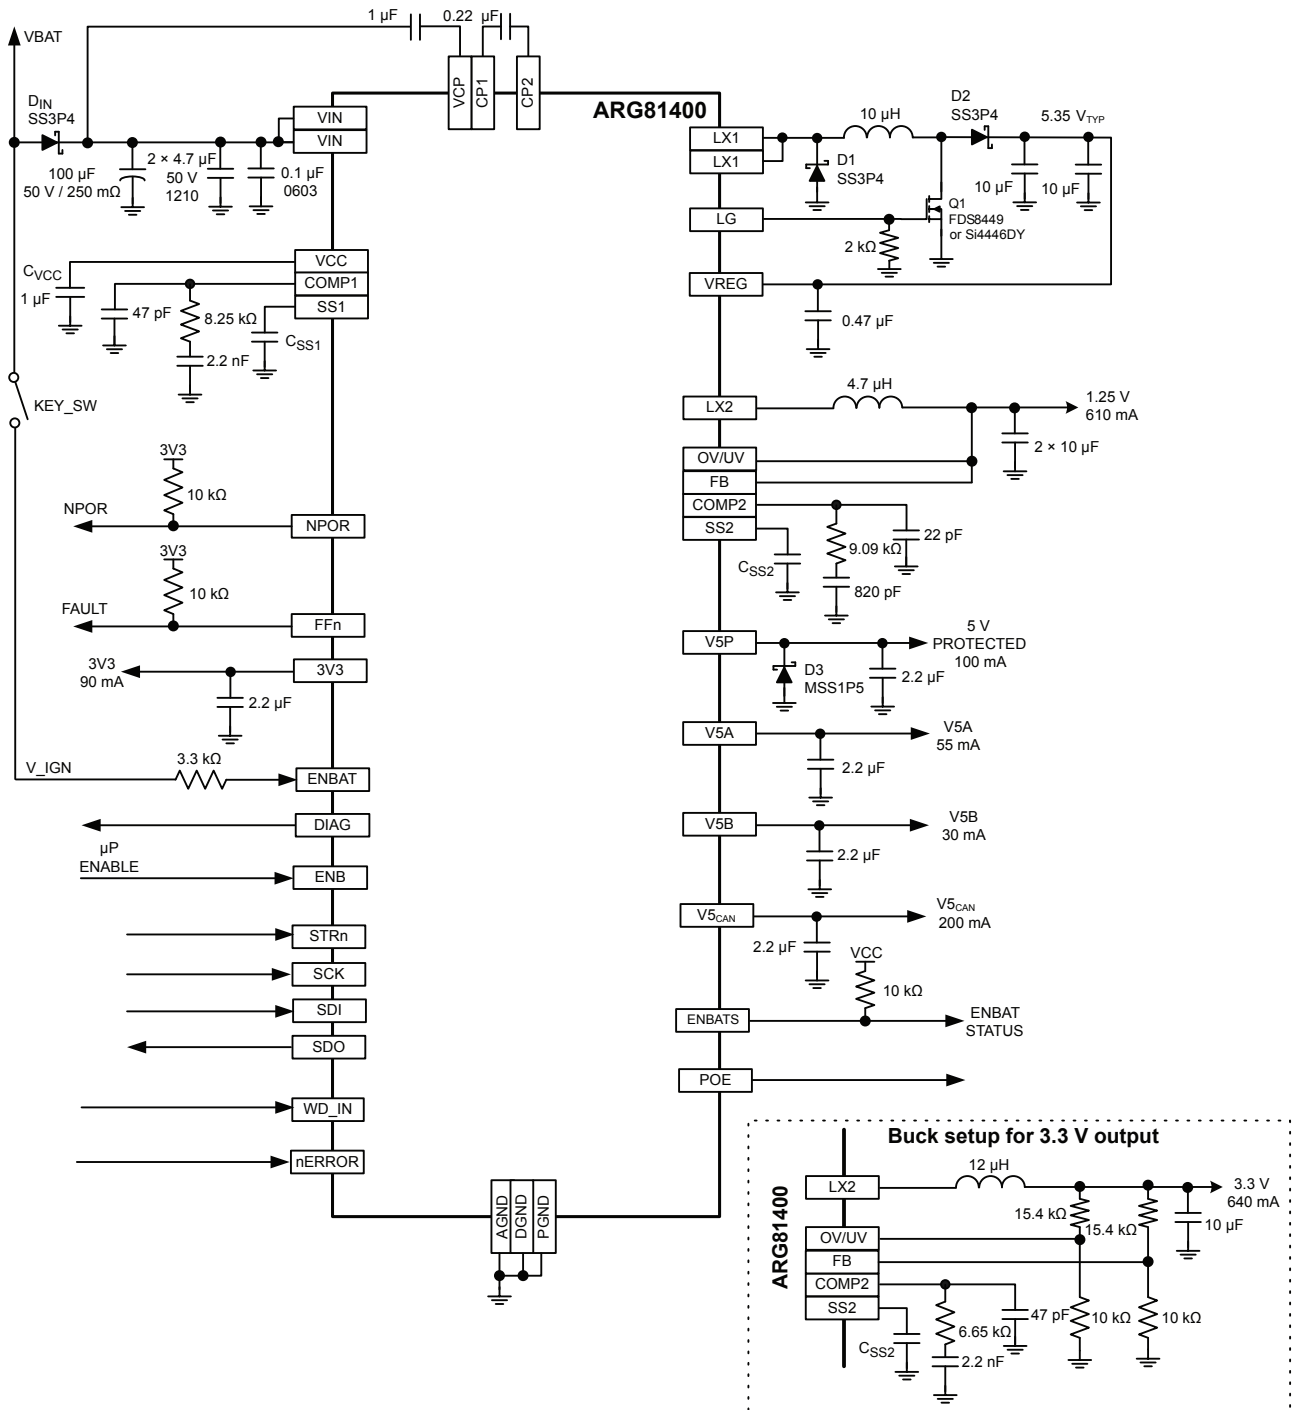 1 µF
0.22 µF
VBAT
VCP
CP1
CP2
ARG81400
D_IN
SS3P4
VIN
VIN
100 µF
50 V / 250 mΩ
2 × 4.7 µF
50 V
1210
0.1 µF
0603
LX1
LX1
10 µH
D1
SS3P4
D2
SS3P4
5.35 V_TYP
10 µF
10 µF
LG
2 kΩ
Q1
FDS8449
or Si4446DY
C_VCC
1 µF
VCC
COMP1
SS1
47 pF
8.25 kΩ
2.2 nF
C_SS1
VREG
0.47 µF
KEY_SW
LX2
4.7 µH
1.25 V
610 mA
2 × 10 µF
OV/UV
FB
COMP2
SS2
C_SS2
9.09 kΩ
820 pF
22 pF
3V3
10 kΩ
NPOR
NPOR
3V3
10 kΩ
FAULT
FFn
3V3
90 mA
3V3
2.2 µF
V5P
D3
MSS1P5
2.2 µF
5 V
PROTECTED
100 mA
V5A
2.2 µF
V5A
55 mA
V_IGN
3.3 kΩ
ENBAT
DIAG
µP
ENABLE
ENB
V5B
2.2 µF
V5B
30 mA
V5_CAN
2.2 µF
V5_CAN
200 mA
STRn
SCK
SDI
SDO
VCC
10 kΩ
ENBATS
ENBAT
STATUS
POE
WD_IN
nERROR
AGND
DGND
PGND
Buck setup for 3.3 V output
ARG81400
LX2
12 µH
3.3 V
640 mA
15.4 kΩ
15.4 kΩ
10 µF
OV/UV
FB
COMP2
SS2
C_SS2
6.65 kΩ
2.2 nF
47 pF
10 kΩ
10 kΩ